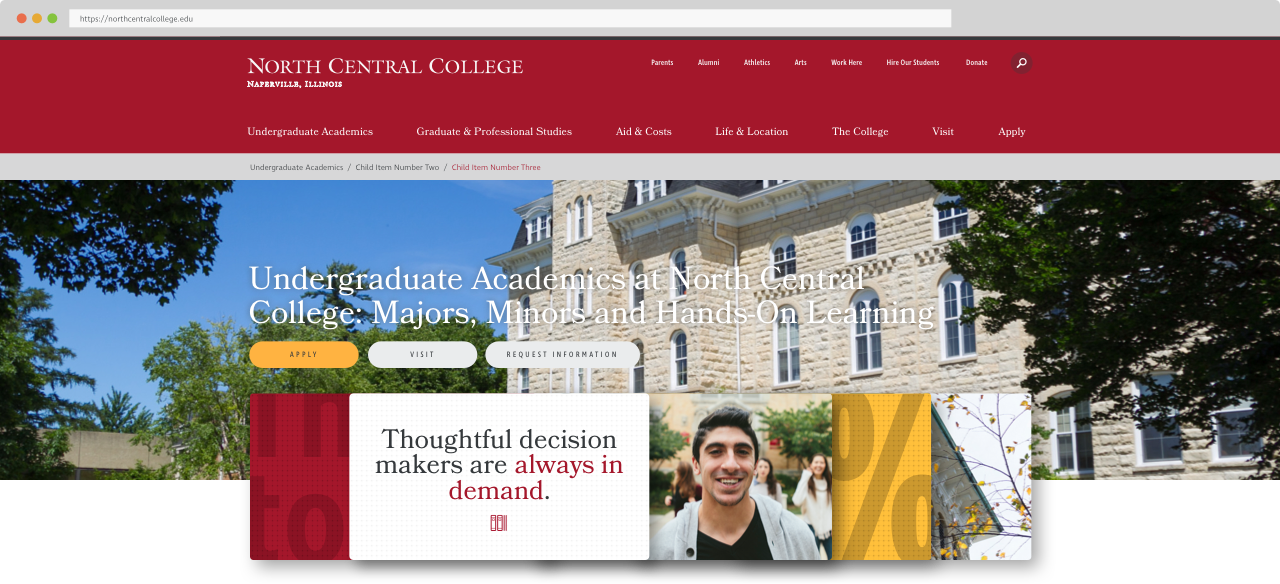 https://northcentralcollege.edu
North Central College
Naperville, Illinois
Parents Alumni Athletics Arts Work Here Hire Our Students Donate
Undergraduate Academics Graduate & Professional Studies Aid & Costs Life & Location The College Visit Apply
Undergraduate Academics / Child Item Number Two / Child Item Number Three
Undergraduate Academics at North Central
College: Majors, Minors and Hands-On Learning
APPLY VISIT REQUEST INFORMATION
in
to
Thoughtful decision
makers are always in
demand.
%